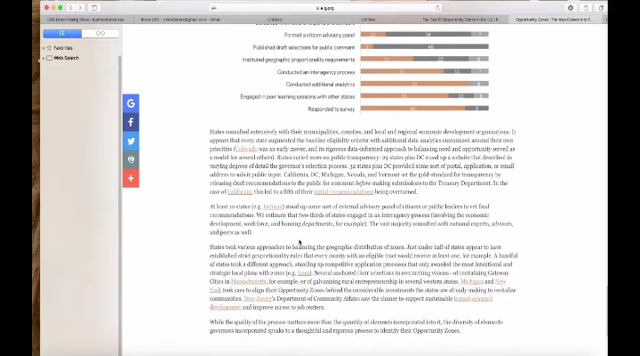 Opportunity Zones: The Map Comes Into F...
Favorites
Web Search
Formed a citizen advisory panel
Published draft selections for public comment
Instituted geographic proportionality requirements
Conducted an interagency process
Conducted additional analytics
Engaged in peer learning sessions with other states
Responded to survey
States consulted extensively with their municipalities, counties, and local and regional economic development organizations. It
appears that every state augmented the baseline eligibility criteria with additional data analytics customized around their own
priorities (Colorado was an early mover, and its rigorous data-informed approach to balancing need and opportunity served as
a model for several others). States varied more on public transparency: 29 states plus DC stood up a website that described in
varying degrees of detail the governor's selection process. 32 states plus DC provided some sort of portal, application, or email
address to solicit public input. California, DC, Michigan, Nevada, and Vermont set the gold-standard for transparency by
releasing draft recommendations to the public for comment before making submissions to the Treasury Department. In the
case of California, this led to a fifth of their initial recommendations being overturned.
At least 10 states (e.g. Indiana) stood up some sort of external advisory panel of citizens or public leaders to vet final
recommendations. We estimate that two thirds of states engaged in an interagency process (involving the economic
development, workforce, and housing departments, for example). The vast majority consulted with national experts, advisors,
and peers as well.
States took various approaches to balancing the geographic distribution of zones. Just under half of states appear to have
established strict proportionality rules that every county with an eligible tract would receive at least one, for example. A handful
of states took a different approach, standing up competitive application processes that only awarded the most intentional and
strategic local plans with zones (e.g. Iowa). Several anchored their selections in overarching visions—of revitalizing Gateway
Cities in Massachusetts, for example, or of galvanizing rural entrepreneurship in several western states. Michigan and New
York took care to align their Opportunity Zones behind the considerable investments the states are already making to revitalize
communities. New Jersey's Department of Community Affairs saw the chance to support sustainable transit-oriented
development and improve access to job centers.
While the quality of the process matters more than the quantity of elements incorporated into it, the diversity of elements
governors incorporated speaks to a thoughtful and rigorous process to identify their Opportunity Zones.